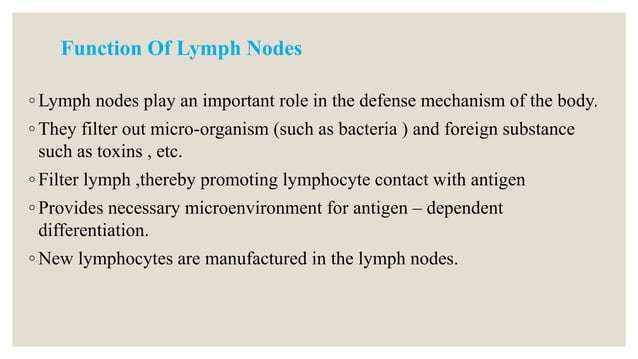 Function Of Lymph Nodes
◦ Lymph nodes play an important role in the defense mechanism of the body.
◦ They filter out micro-organism (such as bacteria ) and foreign substance
such as toxins , etc.
◦ Filter lymph ,thereby promoting lymphocyte contact with antigen
◦ Provides necessary microenvironment for antigen – dependent
differentiation.
◦ New lymphocytes are manufactured in the lymph nodes.